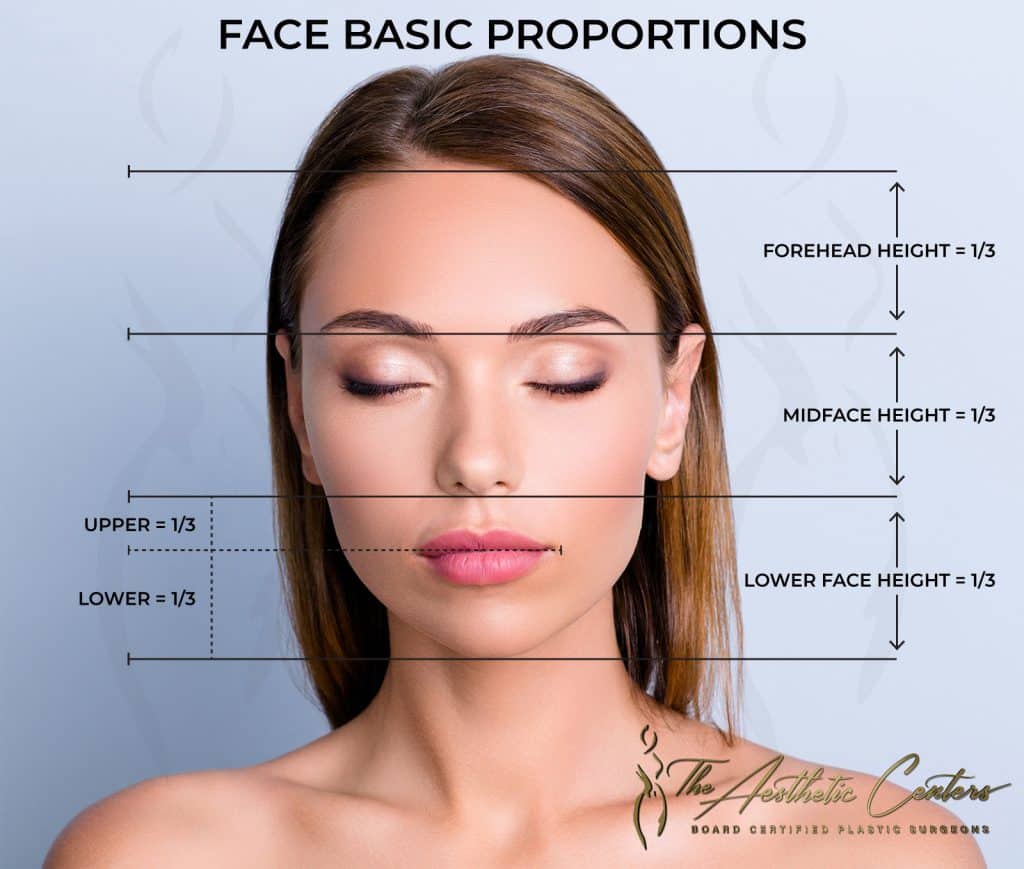 FACE BASIC PROPORTIONS
FOREHEAD HEIGHT = 1/3
MIDFACE HEIGHT = 1/3
UPPER = 1/3
LOWER FACE HEIGHT = 1/3
LOWER = 1/3
The Aesthetic Centers
BOARD CERTIFIED PLASTIC SURGEONS